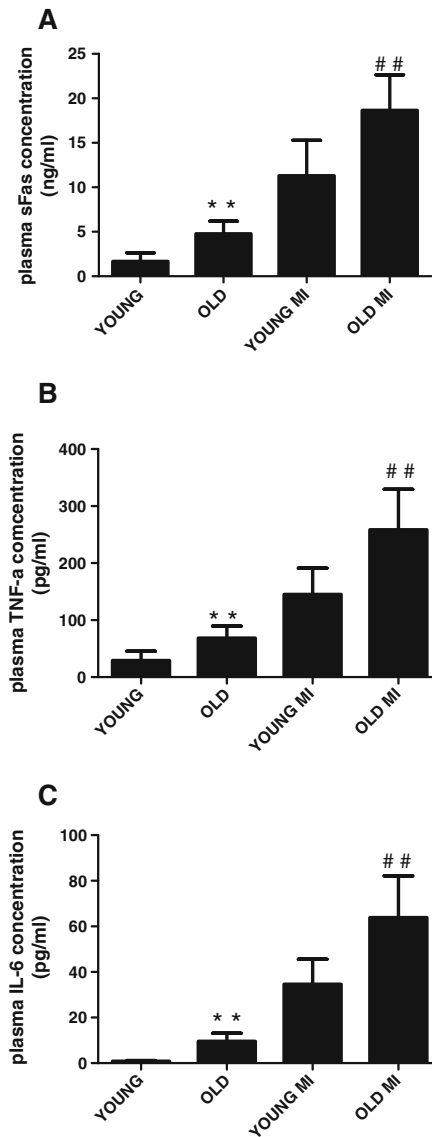 A
plasma sFas concentration
(ng/ml)
25
20
15
10
5
0
* *
# #
YOUNG
OLD
YOUNG MI
OLD MI
B
plasma TNF-a comcentration
(pg/ml)
400
300
200
100
0
* *
# #
YOUNG
OLD
YOUNG MI
OLD MI
C
plasma IL-6 concentration
(pg/ml)
100
80
60
40
20
0
* *
# #
YOUNG
OLD
YOUNG MI
OLD MI